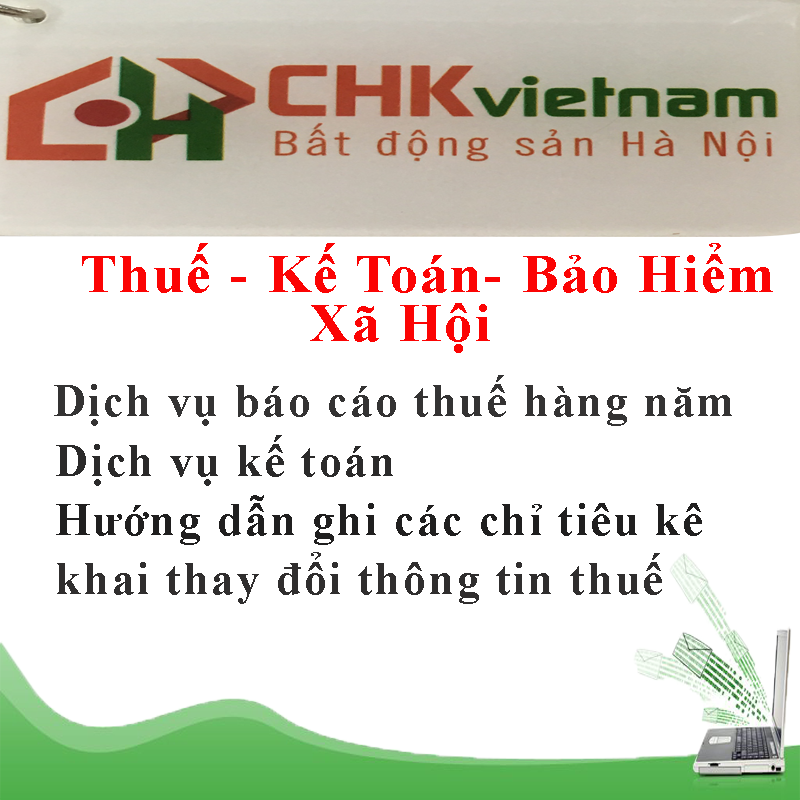 CHKvietnam
Bất động sản Hà Nội
Thuế - Kế Toán- Bảo Hiểm
Xã Hội
Dịch vụ báo cáo thuế hàng năm
Dịch vụ kế toán
Hướng dẫn ghi các chỉ tiêu kê
khai thay đổi thông tin thuế